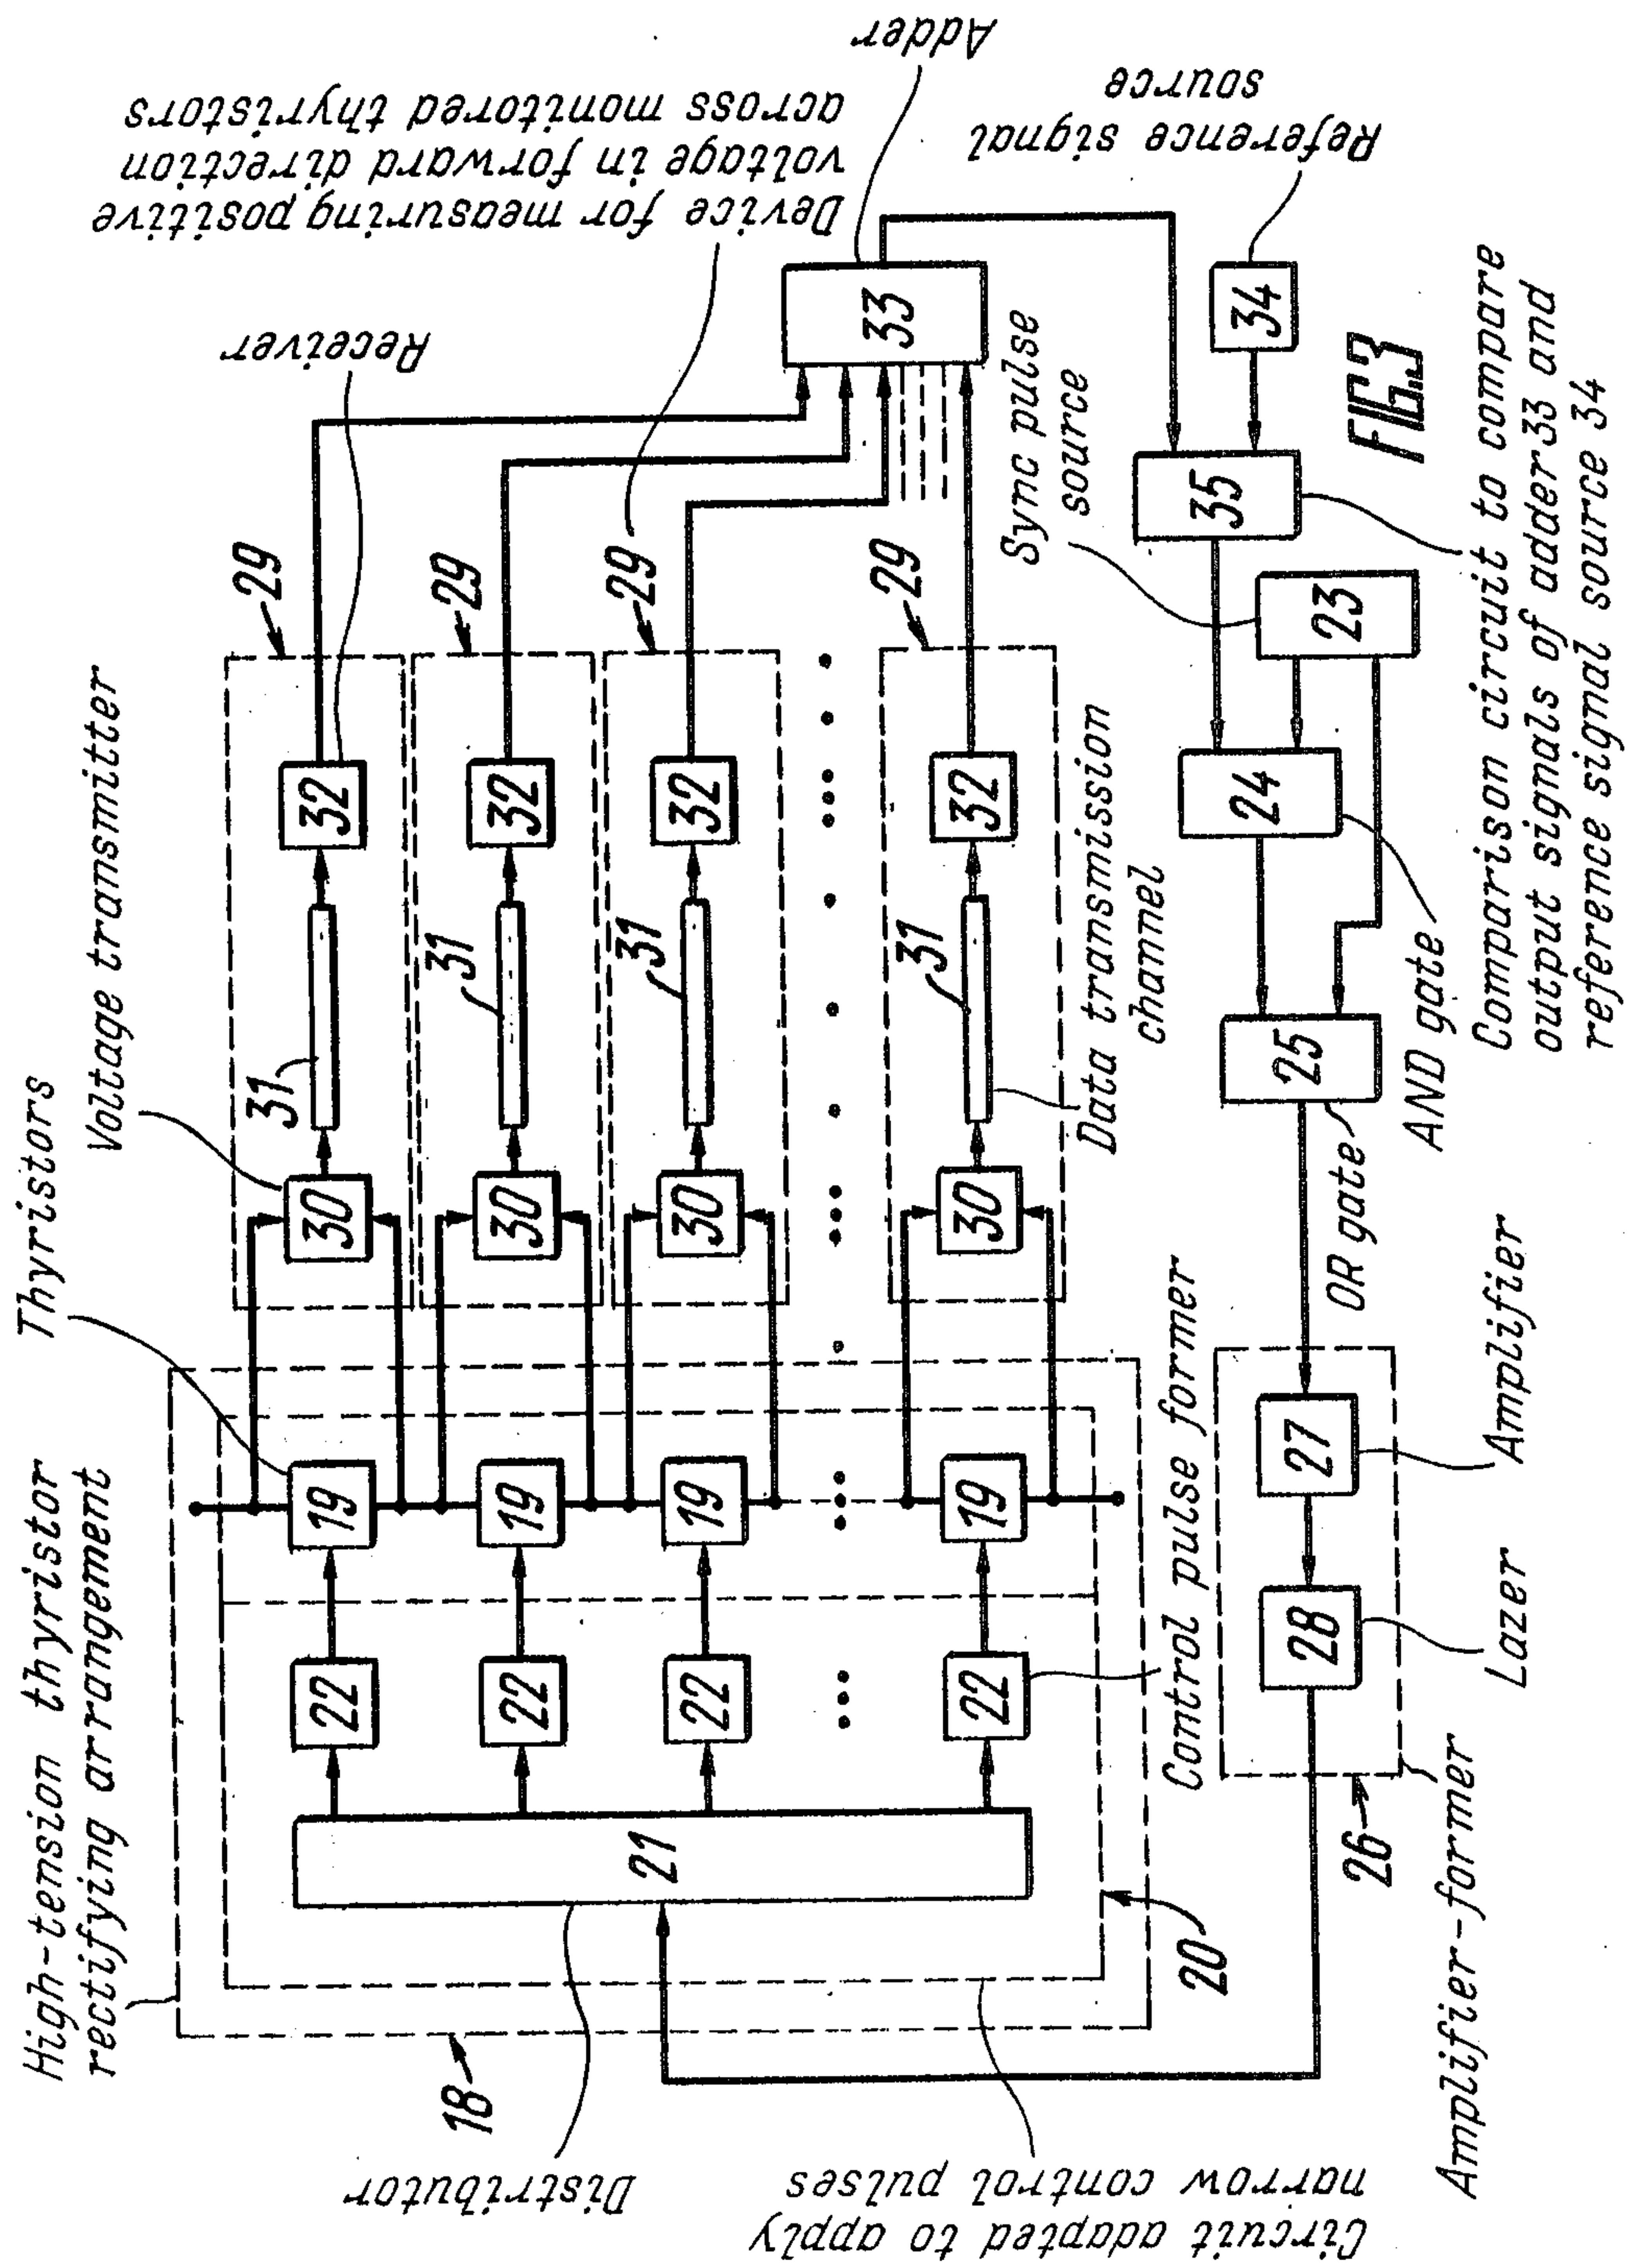 High-tension thyristor
rectifying arrangement
Thyristors
Voltage transmitter
Receiver
Device for measuring positive
voltage in forward direction
across monitored thyristors
Adder
Reference signal
source
18
Distributor
Circuit adapted to apply
narrow control pulses
20
21
22
22
22
22
19
19
19
19
Control pulse former
29
29
29
29
30
30
30
30
31
31
31
31
Data transmission
channel
32
32
32
32
33
34
35
Sync pulse
source
23
24
25
AND gate
OR gate
26
27
28
Amplifier
Lazer
Amplifier-former
Comparison circuit to compare
output signals of adder 33 and
reference signal source 34
FIG.3